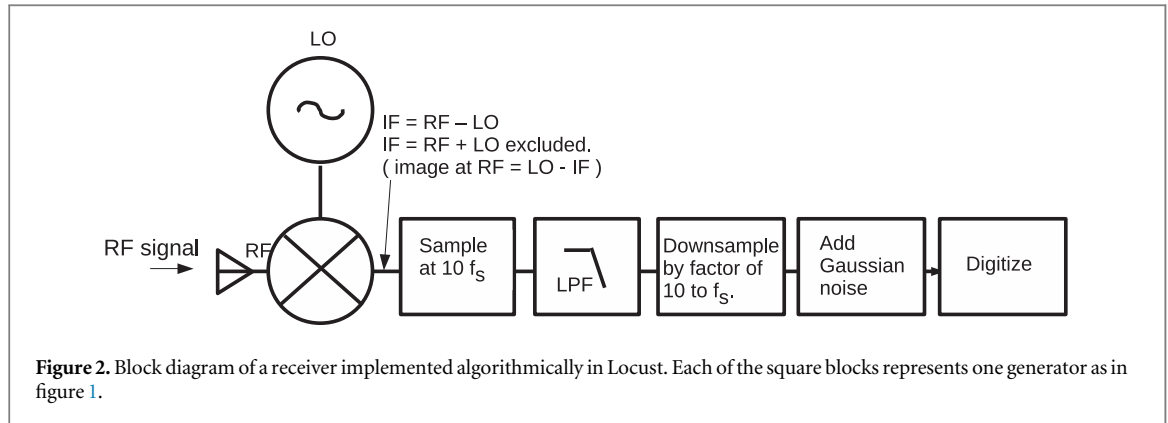 LO
IF = RF – LO
IF = RF + LO excluded.
( image at RF = LO - IF )
RF signal
RF
Sample
at 10 fs
LPF
Downsample
by factor of
10 to fs.
Add
Gaussian
noise
Digitize
Figure 2. Block diagram of a receiver implemented algorithmically in Locust. Each of the square blocks represents one generator as in
figure 1.